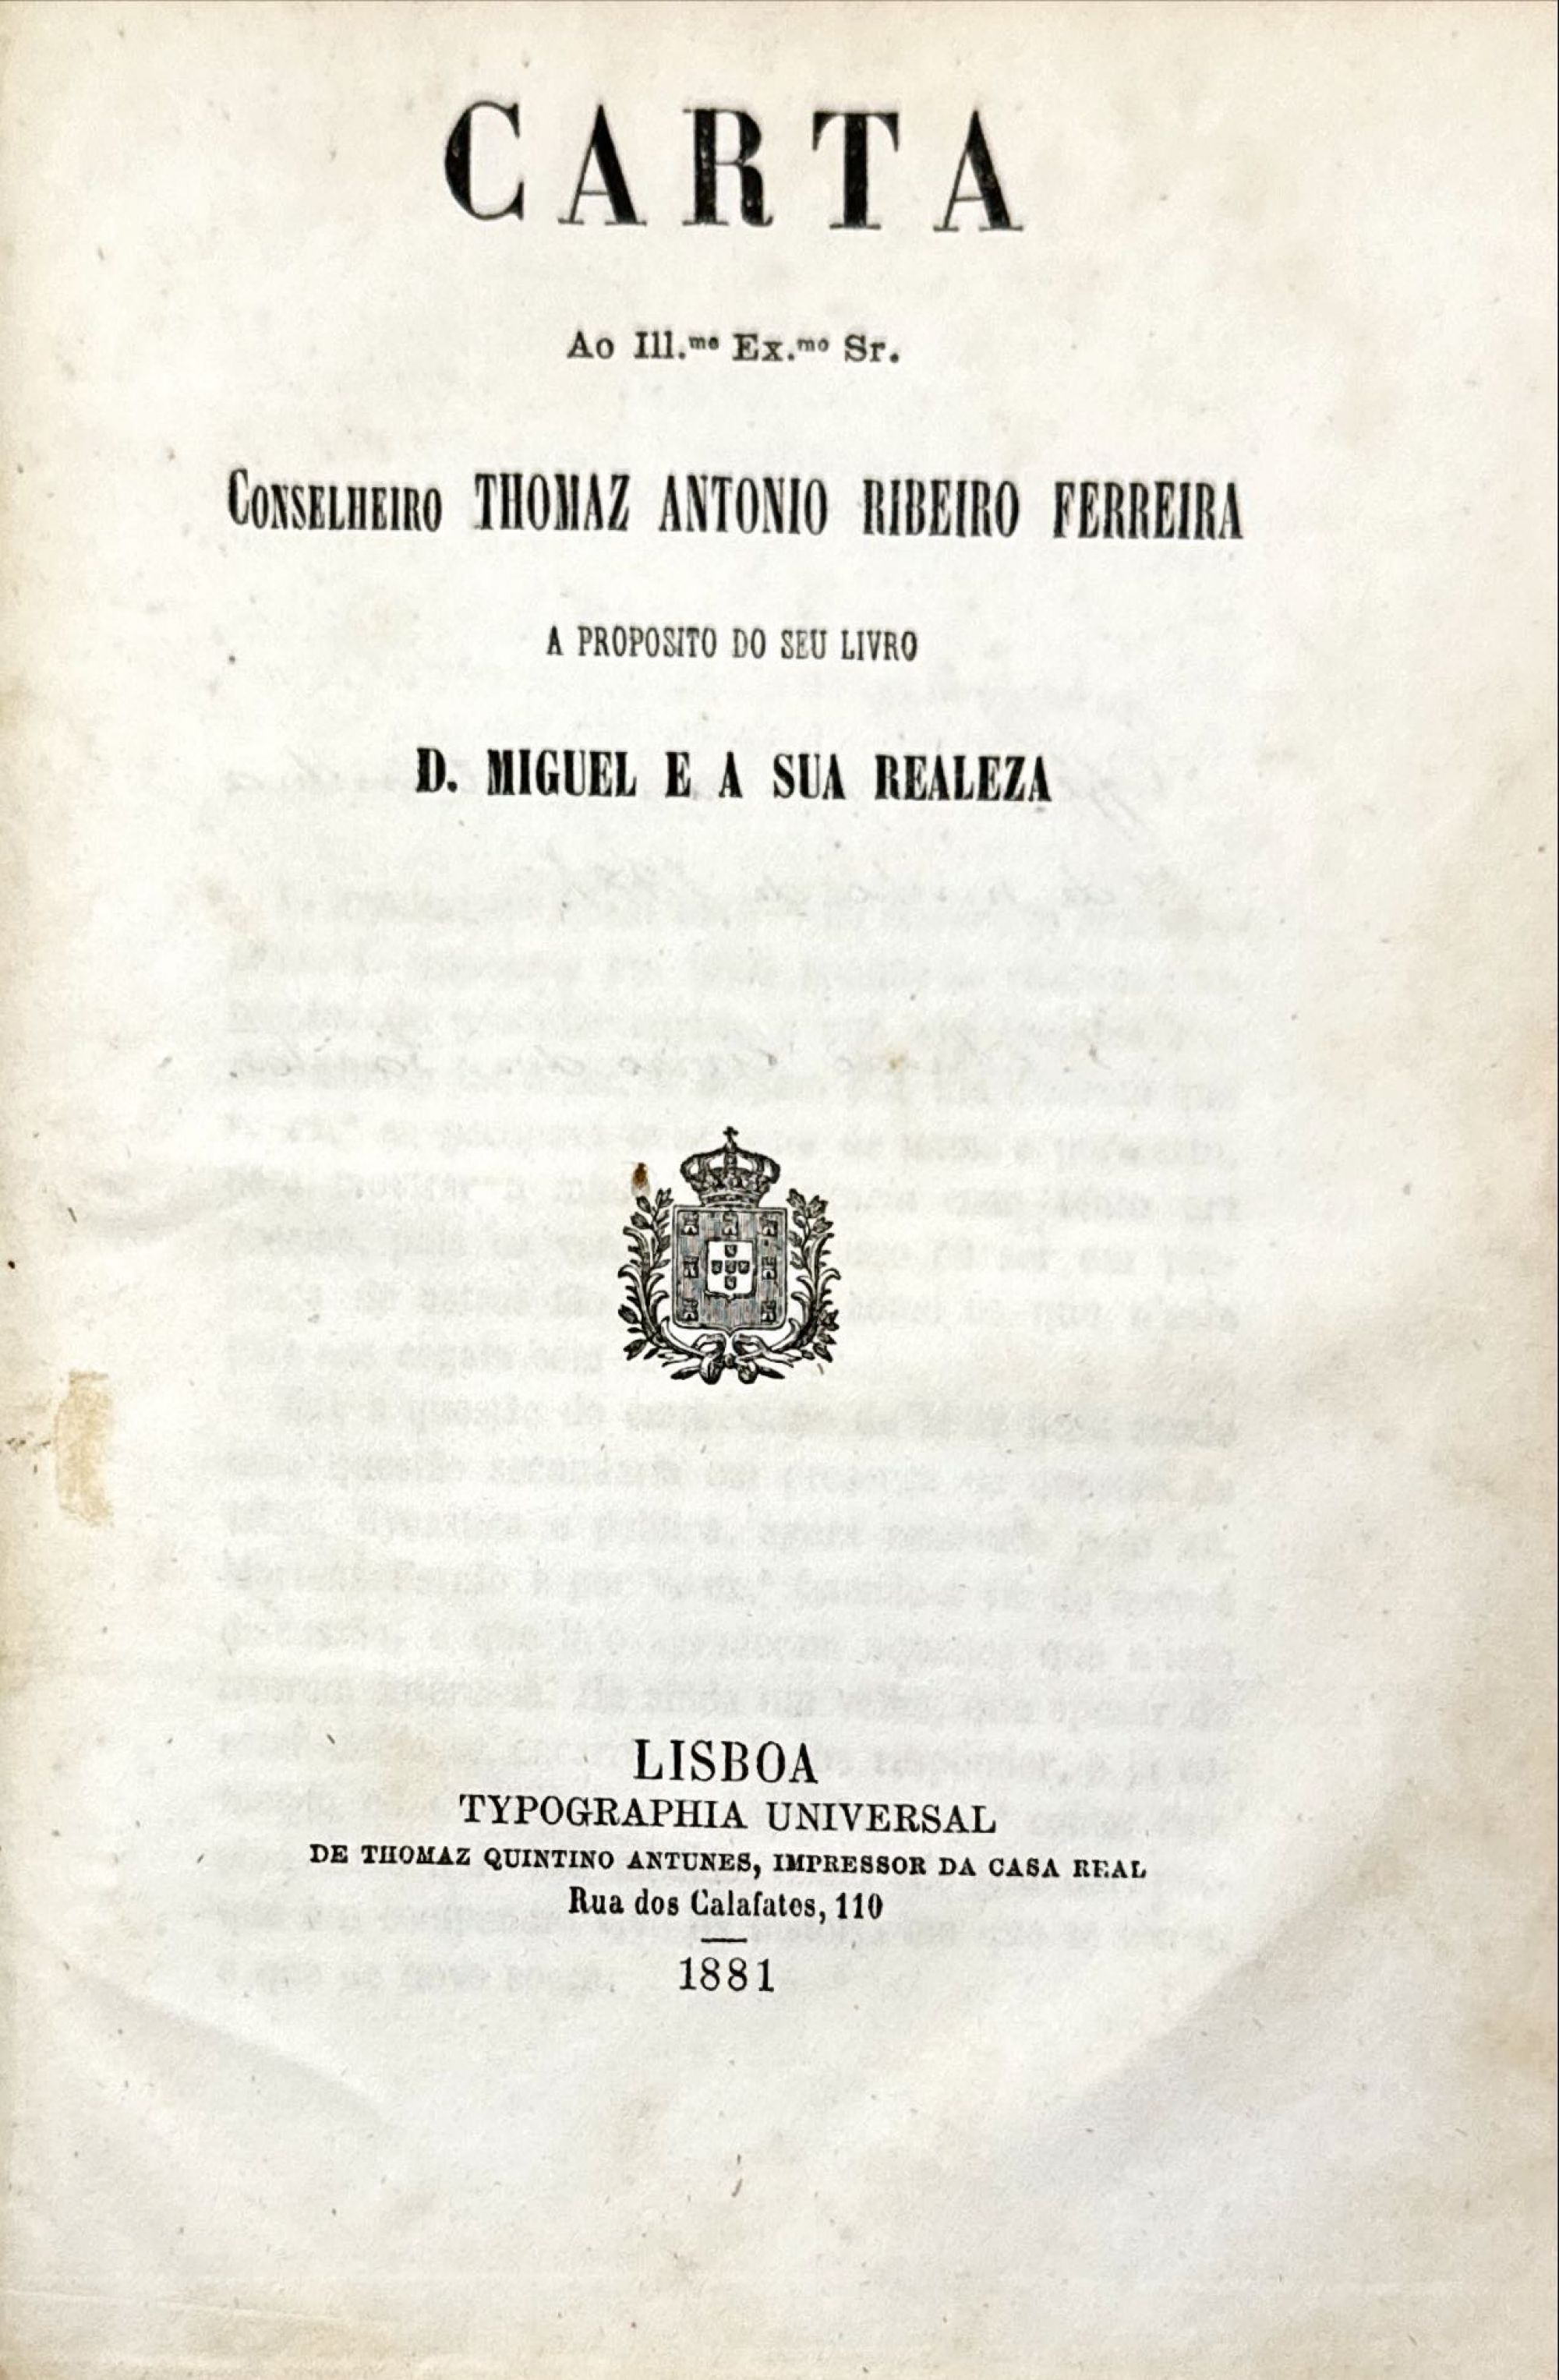 CARTA
Ao Ill.mo Ex.mo Sr.
CONSELHEIRO THOMAZ ANTONIO RIBEIRO FERREIRA
A PROPOSITO DO SEU LIVRO
D. MIGUEL E A SUA REALEZA
LISBOA
TYPOGRAPHIA UNIVERSAL
DE THOMAZ QUINTINO ANTUNES, IMPRESSOR DA CASA REAL
Rua dos Calafates, 110
1881